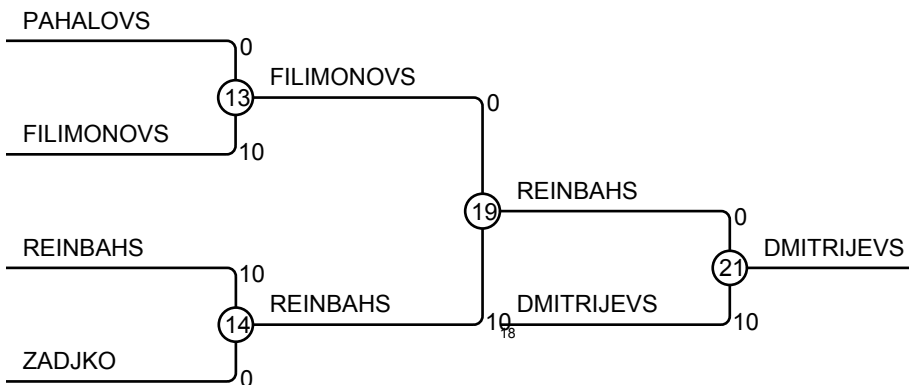 PAHALOVS
0
13
FILIMONOVS
0
FILIMONOVS
10
19
REINBAHS
0
REINBAHS
10
21
DMITRIJEVS
14
REINBAHS
10
18
DMITRIJEVS
10
ZADJKO
0